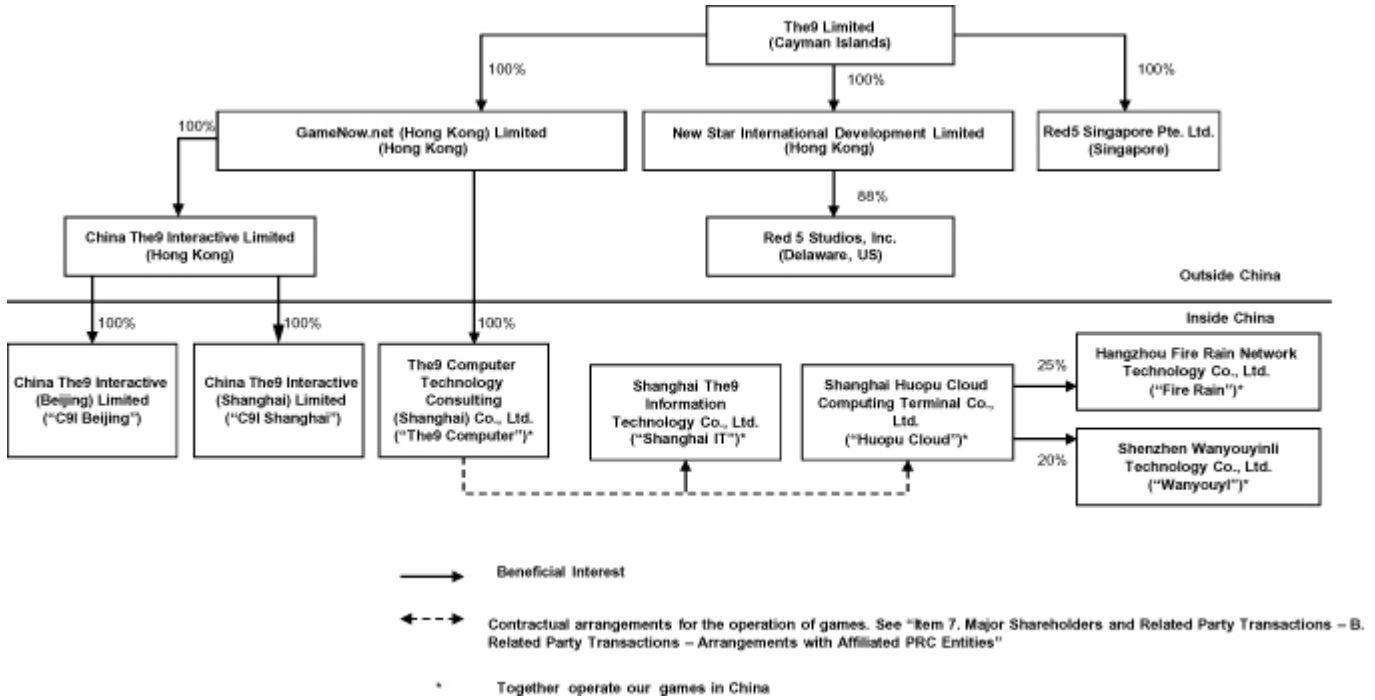 The9 Limited
(Cayman Islands)
100%
100%
100%
100%
GameNow.net (Hong Kong) Limited
(Hong Kong)
New Star International Development Limited
(Hong Kong)
Red5 Singapore Pte. Ltd.
(Singapore)
88%
China The9 Interactive Limited
(Hong Kong)
Red 5 Studios, Inc.
(Delaware, US)
Outside China
Inside China
100%
100%
100%
China The9 Interactive
(Beijing) Limited
("C9I Beijing")
China The9 Interactive
(Shanghai) Limited
("C9I Shanghai")
The9 Computer
Technology
Consulting
(Shanghai) Co., Ltd.
("The9 Computer")*
Shanghai The9
Information
Technology Co., Ltd.
("Shanghai IT")*
Shanghai Huopu Cloud
Computing Terminal Co.,
Ltd.
("Huopu Cloud")*
25%
20%
Hangzhou Fire Rain Network
Technology Co., Ltd.
("Fire Rain")*
Shenzhen Wanyouyinli
Technology Co., Ltd.
("Wanyouyl")*
Beneficial Interest
Contractual arrangements for the operation of games. See "Item 7. Major Shareholders and Related Party Transactions – B.
Related Party Transactions – Arrangements with Affiliated PRC Entities"
* Together operate our games in China